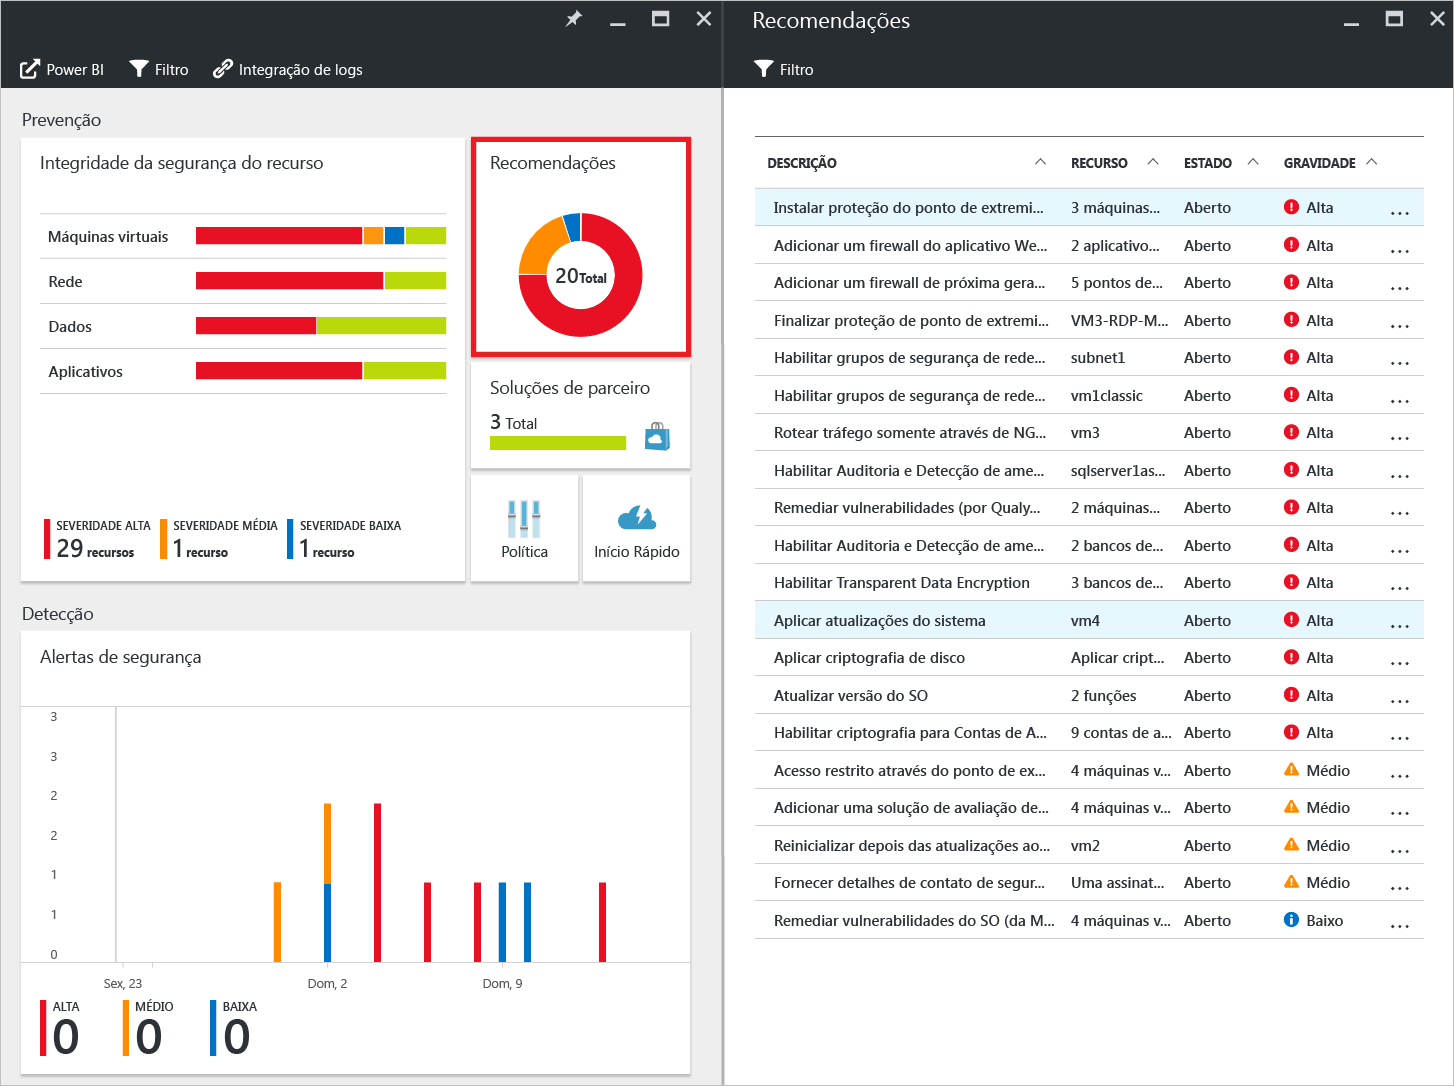 Power BI
Filtro
Integração de logs
Prevenção
Integridade da segurança do recurso
Máquinas virtuais
Rede
Dados
Aplicativos
SEVERIDADE ALTA
29 recursos
SEVERIDADE MÉDIA
1 recurso
SEVERIDADE BAIXA
1 recurso
Recomendações
20 Total
Soluções de parceiro
3 Total
Política
Início Rápido
Detecção
Alertas de segurança
3
3
2
2
1
1
0
Sex, 23
Dom, 2
Dom, 9
ALTA
0
MÉDIO
0
BAIXA
0
Recomendações
Filtro
DESCRIÇÃO RECURSO ESTADO GRAVIDADE
Instalar proteção do ponto de extremi... 3 máquinas... Aberto Alta ...
Adicionar um firewall do aplicativo We... 2 aplicativo... Aberto Alta ...
Adicionar um firewall de próxima gera... 5 pontos de... Aberto Alta ...
Finalizar proteção de ponto de extremi... VM3-RDP-M... Aberto Alta ...
Habilitar grupos de segurança de rede... subnet1 Aberto Alta ...
Habilitar grupos de segurança de rede... vm1classic Aberto Alta ...
Rotear tráfego somente através de NG... vm3 Aberto Alta ...
Habilitar Auditoria e Detecção de ame... sqlserver1as... Aberto Alta ...
Remediar vulnerabilidades (por Qualy... 2 máquinas... Aberto Alta ...
Habilitar Auditoria e Detecção de ame... 2 bancos de... Aberto Alta ...
Habilitar Transparent Data Encryption 3 bancos de... Aberto Alta ...
Aplicar atualizações do sistema vm4 Aberto Alta ...
Aplicar criptografia de disco Aplicar cript... Aberto Alta ...
Atualizar versão do SO 2 funções Aberto Alta ...
Habilitar criptografia para Contas de A... 9 contas de a... Aberto Alta ...
Acesso restrito através do ponto de ex... 4 máquinas v... Aberto Médio ...
Adicionar uma solução de avaliação de... 4 máquinas v... Aberto Médio ...
Reinicializar depois das atualizações ao... vm2 Aberto Médio ...
Fornecer detalhes de contato de segur... Uma assinat... Aberto Médio ...
Remediar vulnerabilidades do SO (da M... 4 máquinas v... Aberto Baixo ...